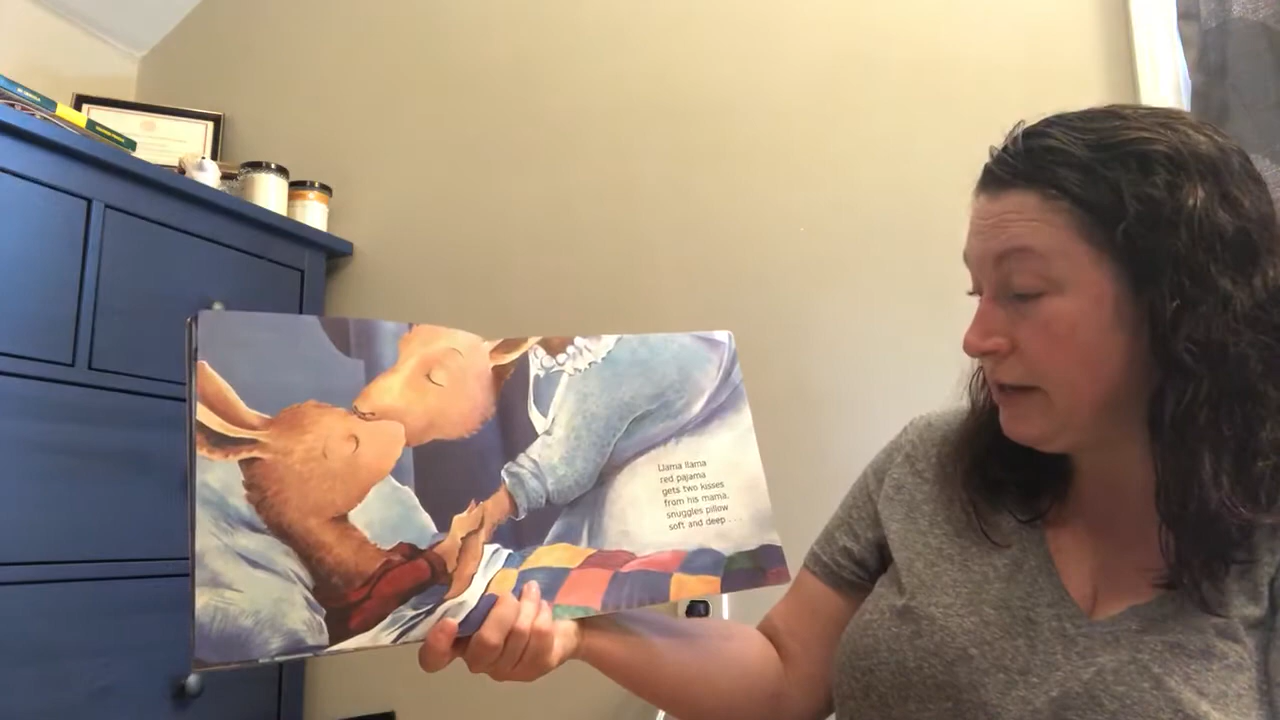 Llama llama
red pajama
gets two kisses
from his mama,
snuggles pillow
soft and deep . . .